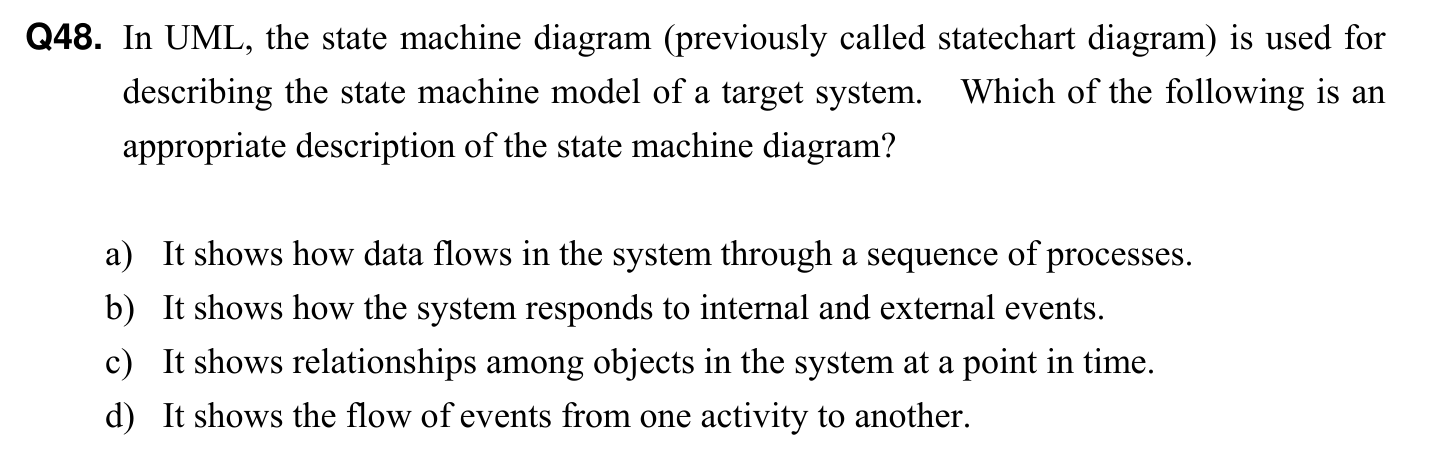 Q48. In UML, the state machine diagram (previously called statechart diagram) is used for
describing the state machine model of a target system. Which of the following is an
appropriate description of the state machine diagram?
a) It shows how data flows in the system through a sequence of processes.
b) It shows how the system responds to internal and external events.
c) It shows relationships among objects in the system at a point in time.
d) It shows the flow of events from one activity to another.